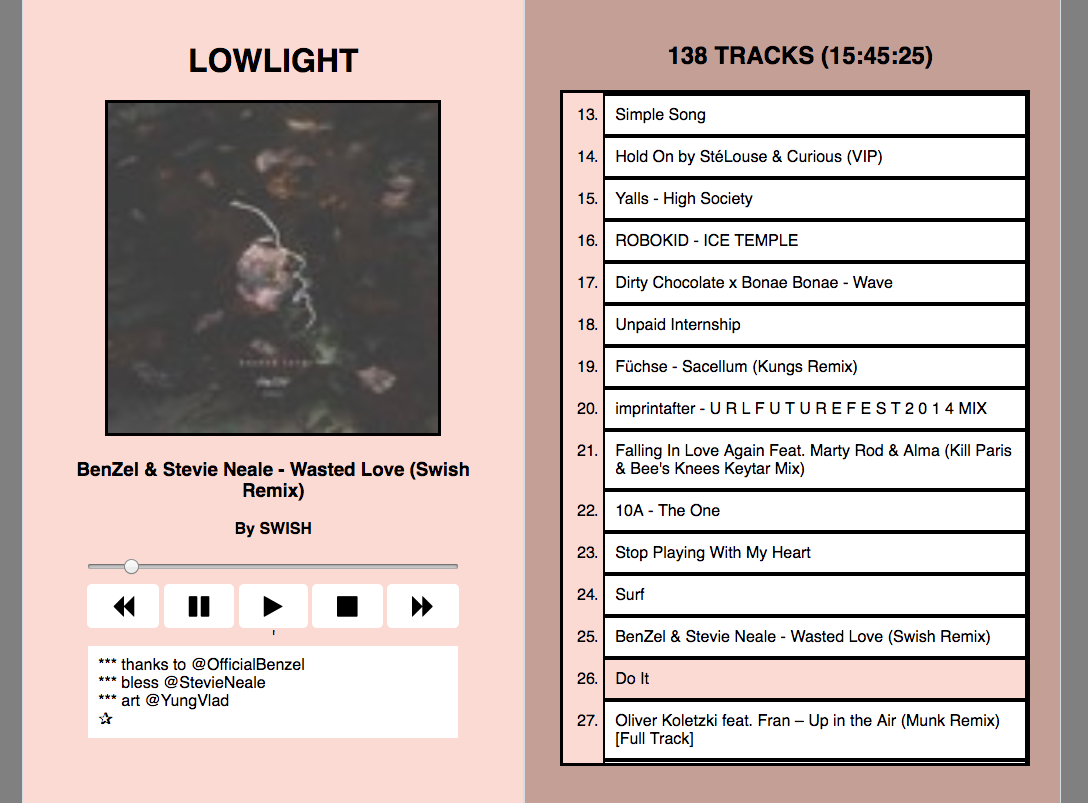 LOWLIGHT
BenZel & Stevie Neale - Wasted Love (Swish
Remix)
By SWISH
*** thanks to @OfficialBenzel
*** bless @StevieNeale
*** art @YungVlad
✰
138 TRACKS (15:45:25)
13. Simple Song
14. Hold On by StéLouse & Curious (VIP)
15. Yalls - High Society
16. ROBOKID - ICE TEMPLE
17. Dirty Chocolate x Bonae Bonae - Wave
18. Unpaid Internship
19. Füchse - Sacellum (Kungs Remix)
20. imprintafter - U R L F U T U R E F E S T 2 0 1 4 MIX
21. Falling In Love Again Feat. Marty Rod & Alma (Kill Paris
& Bee's Knees Keytar Mix)
22. 10A - The One
23. Stop Playing With My Heart
24. Surf
25. BenZel & Stevie Neale - Wasted Love (Swish Remix)
26. Do It
27. Oliver Koletzki feat. Fran – Up in the Air (Munk Remix)
[Full Track]